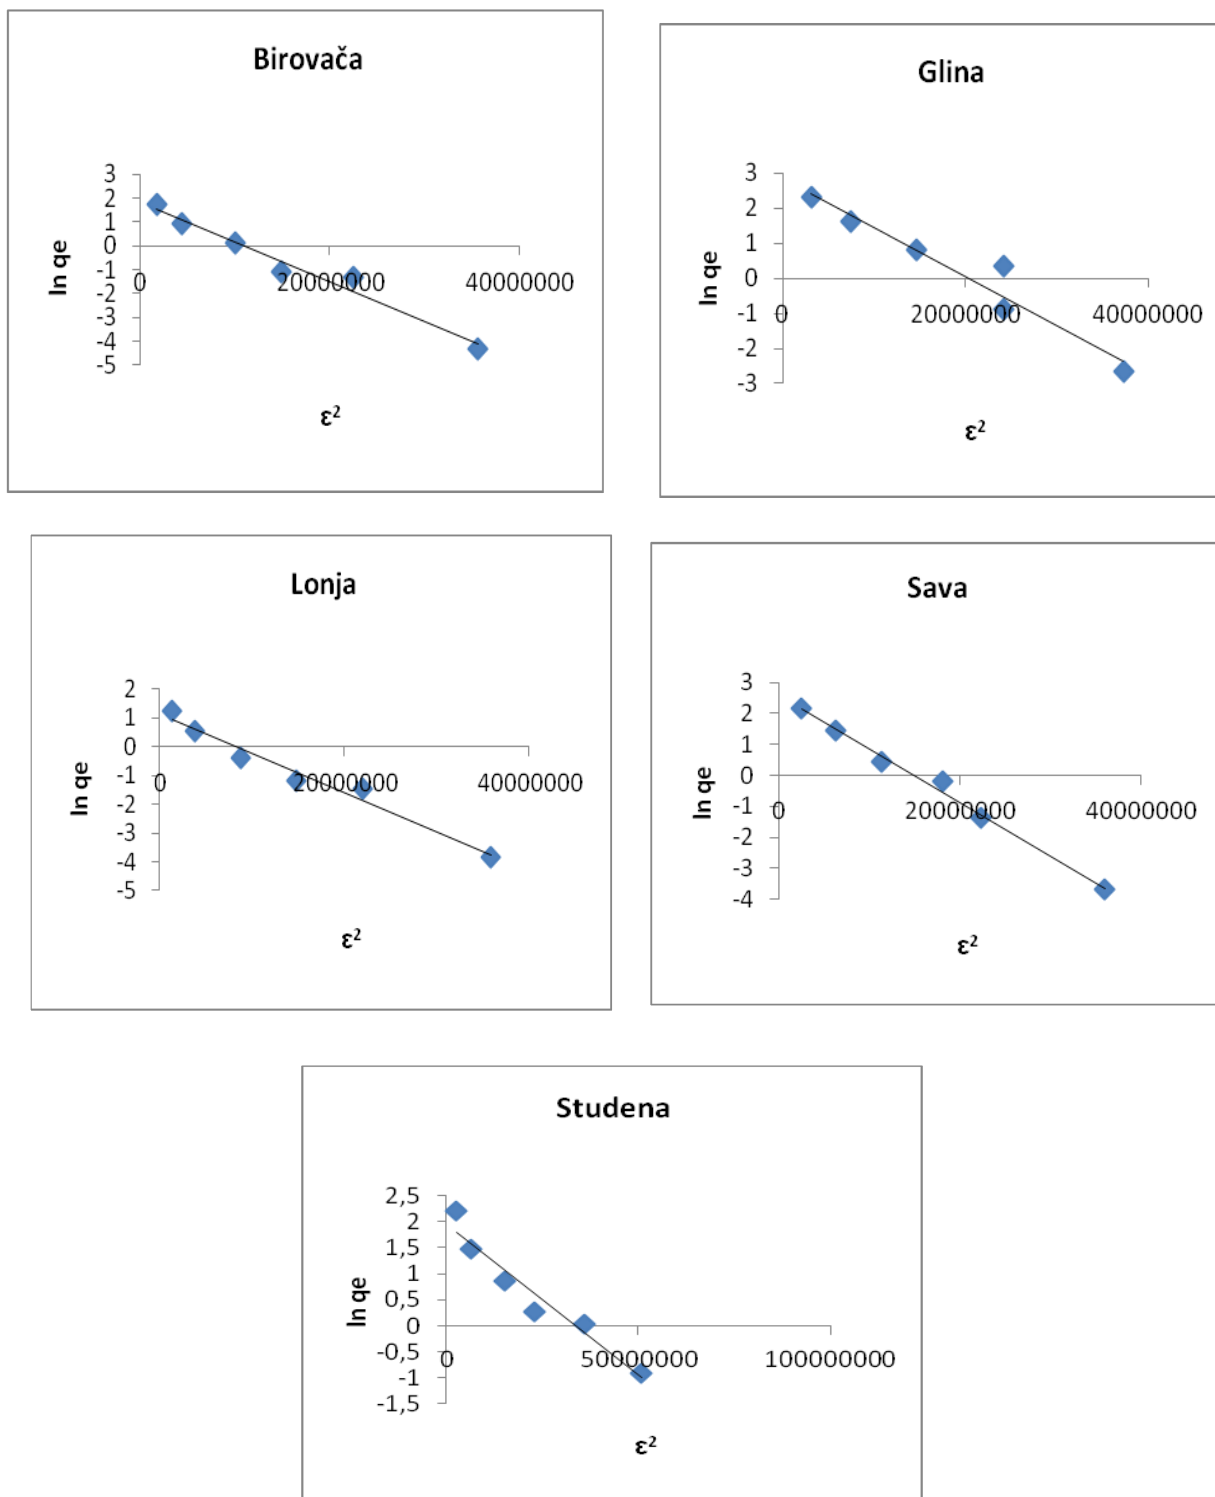 Birovača
3
2
1
0
-1
-2
-3
-4
-5
0 20000000 40000000
ln qe
ε²
Glina
3
2
1
0
-1
-2
-3
0 20000000 40000000
ln qe
ε²
Lonja
2
1
0
-1
-2
-3
-4
-5
0 20000000 40000000
ln qe
ε²
Sava
3
2
1
0
-1
-2
-3
-4
0 20000000 40000000
ln qe
ε²
Studena
2,5
2
1,5
1
0,5
0
-0,5
-1
-1,5
0 50000000 100000000
ln qe
ε²